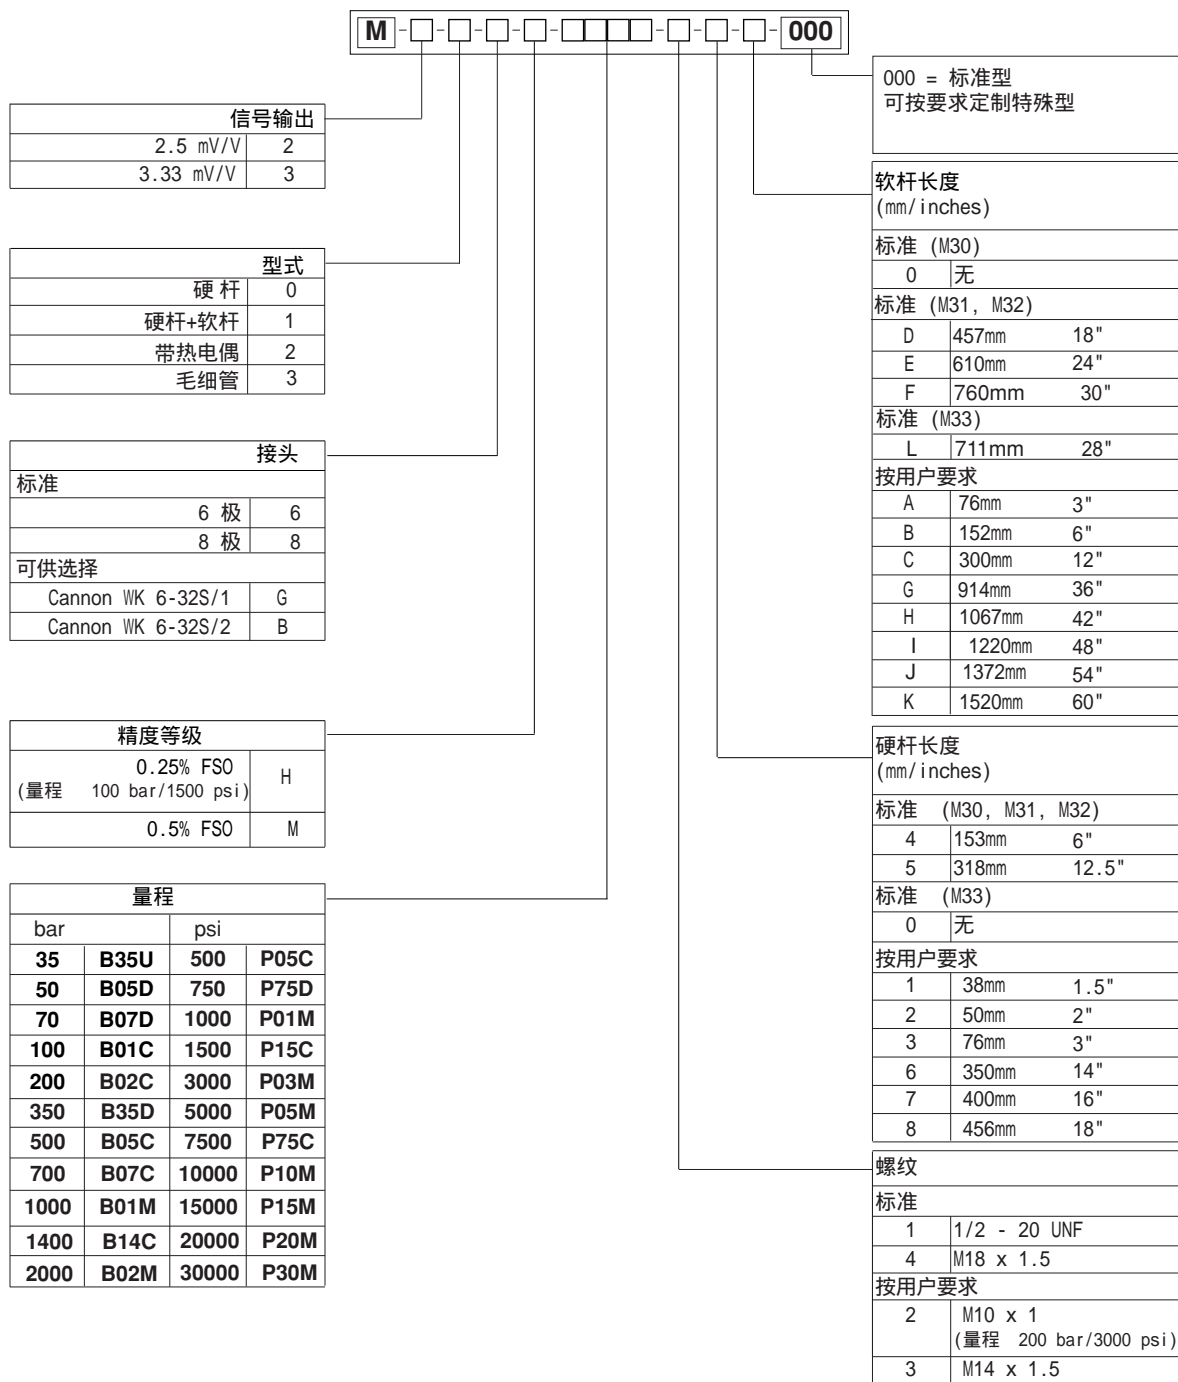 M - □ - □ - □ - □ - □□□□ - □ - □ - □ - 000
000 = 标准型
可按要求定制特殊型
信号输出
2.5 mV/V 2
3.33 mV/V 3
型式
硬 杆 0
硬杆+软杆 1
带热电偶 2
毛细管 3
接头
标准
6 极 6
8 极 8
可供选择
Cannon WK 6-32S/1 G
Cannon WK 6-32S/2 B
精度等级
0.25% FSO H
(量程 100 bar/1500 psi)
0.5% FSO M
量程
bar psi
35 B35U 500 P05C
50 B05D 750 P75D
70 B07D 1000 P01M
100 B01C 1500 P15C
200 B02C 3000 P03M
350 B35D 5000 P05M
500 B05C 7500 P75C
700 B07C 10000 P10M
1000 B01M 15000 P15M
1400 B14C 20000 P20M
2000 B02M 30000 P30M
软杆长度
(mm/inches)
标准 (M30)
0 无
标准 (M31, M32)
D 457mm 18"
E 610mm 24"
F 760mm 30"
标准 (M33)
L 711mm 28"
按用户要求
A 76mm 3"
B 152mm 6"
C 300mm 12"
G 914mm 36"
H 1067mm 42"
I 1220mm 48"
J 1372mm 54"
K 1520mm 60"
硬杆长度
(mm/inches)
标准 (M30, M31, M32)
4 153mm 6"
5 318mm 12.5"
标准 (M33)
0 无
按用户要求
1 38mm 1.5"
2 50mm 2"
3 76mm 3"
6 350mm 14"
7 400mm 16"
8 456mm 18"
螺纹
标准
1 1/2 - 20 UNF
4 M18 x 1.5
按用户要求
2 M10 x 1
(量程 200 bar/3000 psi)
3 M14 x 1.5